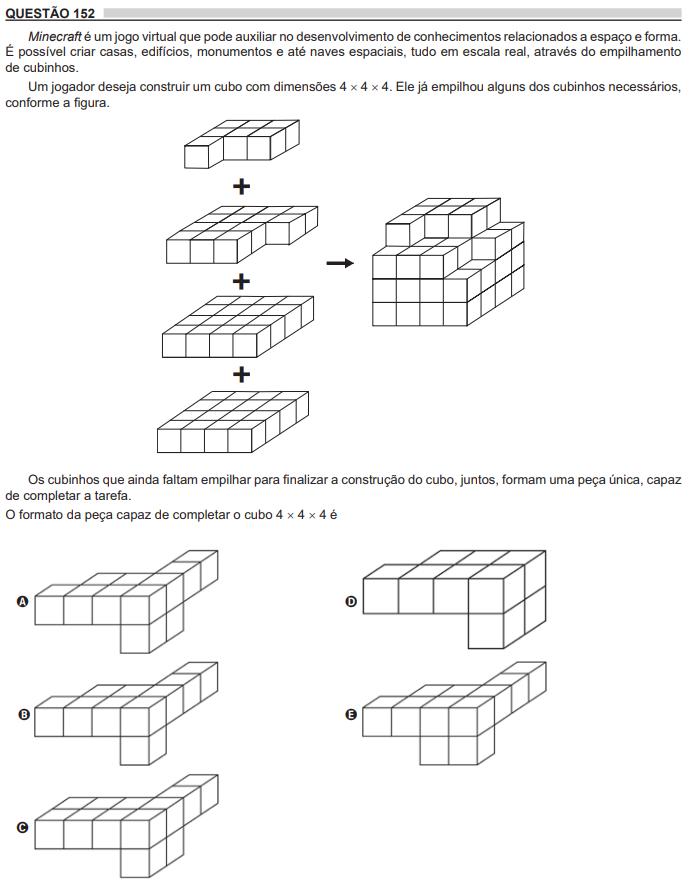 QUESTÃO 152
Minecraft é um jogo virtual que pode auxiliar no desenvolvimento de conhecimentos relacionados a espaço e forma.
É possível criar casas, edifícios, monumentos e até naves espaciais, tudo em escala real, através do empilhamento
de cubinhos.
Um jogador deseja construir um cubo com dimensões 4 × 4 × 4. Ele já empilhou alguns dos cubinhos necessários,
conforme a figura.
+
+
+
Os cubinhos que ainda faltam empilhar para finalizar a construção do cubo, juntos, formam uma peça única, capaz
de completar a tarefa.
O formato da peça capaz de completar o cubo 4 × 4 × 4 é
A
D
B
E
C